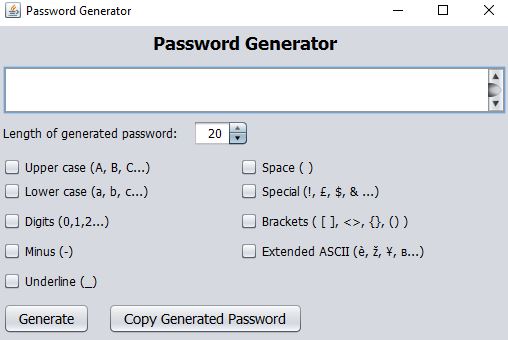 Password Generator
Password Generator
Length of generated password: 20
Upper case (A, B, C...)
Space ( )
Lower case (a, b, c...)
Special (!, £, $, & ...)
Digits (0,1,2...)
Brackets ( [ ], <>, {}, () )
Minus (-)
Extended ASCII (è, ž, ¥, в...)
Underline (_)
Generate
Copy Generated Password